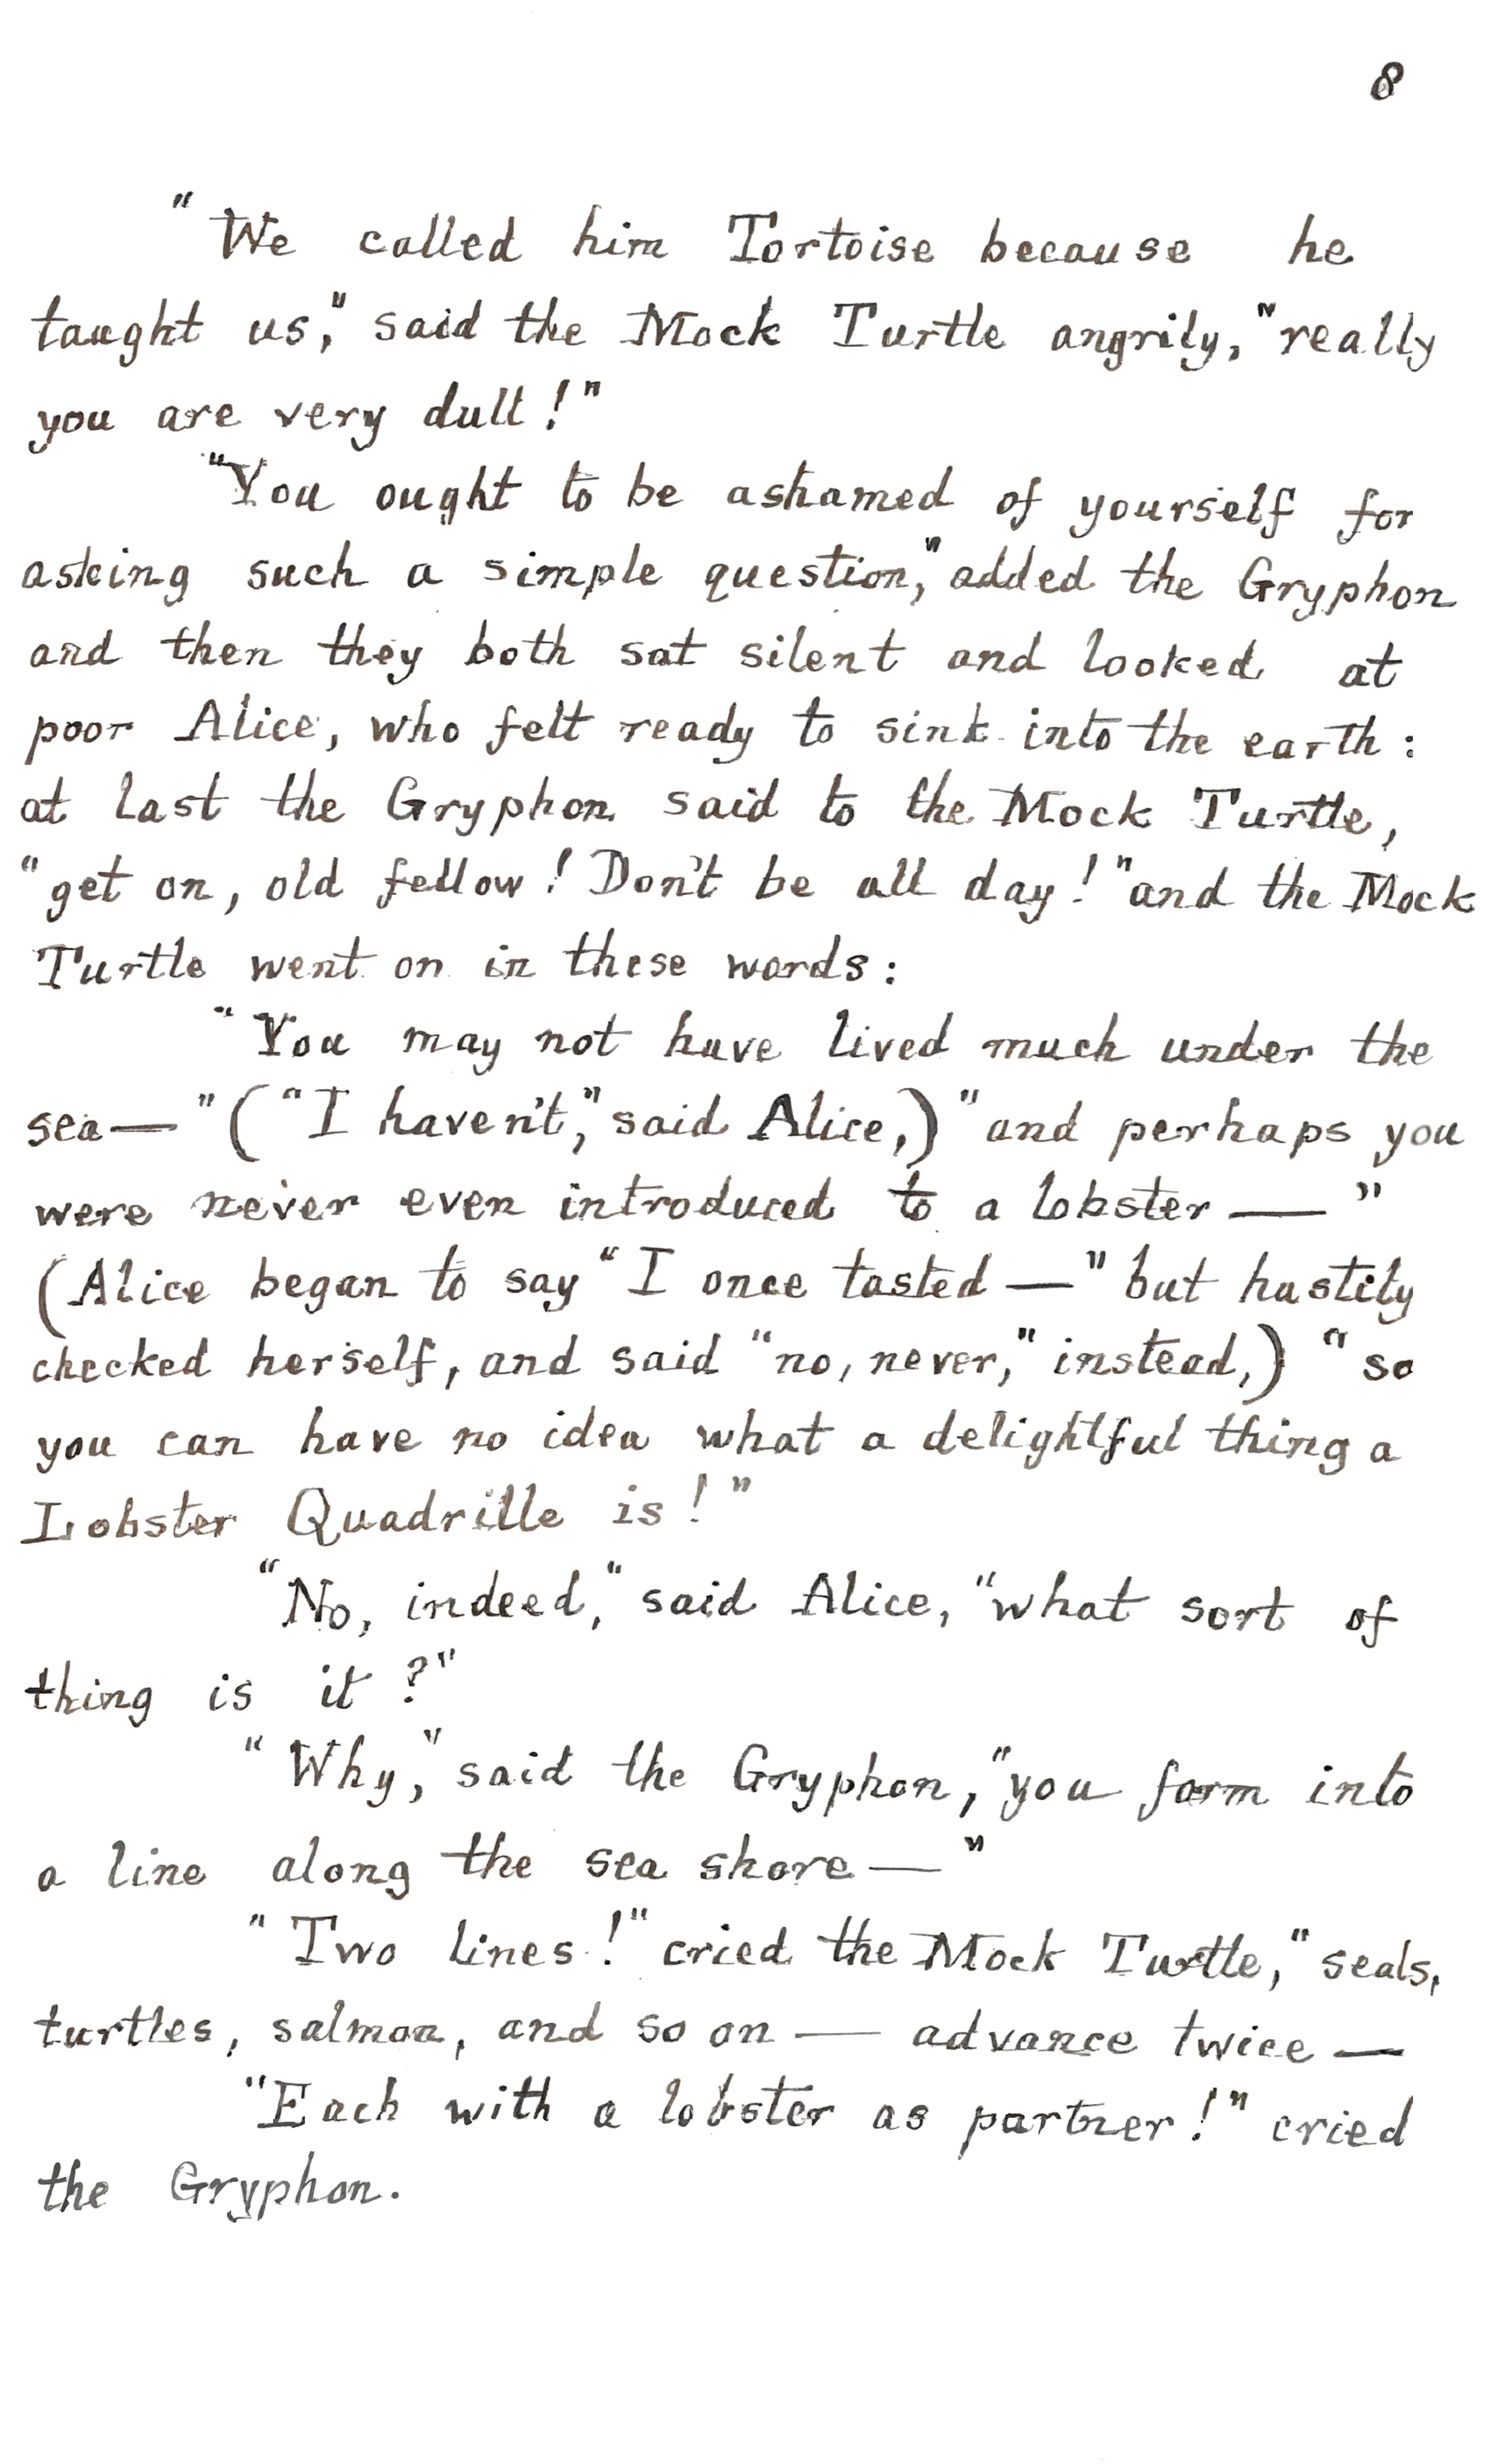 8
"We called him Tortoise because he
taught us," said the Mock Turtle angrily, "really
you are very dull!"
"You ought to be ashamed of yourself for
asking such a simple question," added the Gryphon
and then they both sat silent and looked at
poor Alice, who felt ready to sink into the earth:
at last the Gryphon said to the Mock Turtle,
"get on, old fellow! Don't be all day!" and the Mock
Turtle went on in these words:
"You may not have lived much under the
sea—" ("I haven't," said Alice,) "and perhaps you
were never even introduced to a lobster—"
(Alice began to say "I once tasted—" but hastily
checked herself, and said "no, never," instead,) "so
you can have no idea what a delightful thing a
Lobster Quadrille is!"
"No, indeed," said Alice, "what sort of
thing is it?"
"Why," said the Gryphon, "you form into
a line along the sea shore—"
"Two lines!" cried the Mock Turtle, "seals,
turtles, salmon, and so on — advance twice —
"Each with a lobster as partner!" cried
the Gryphon.